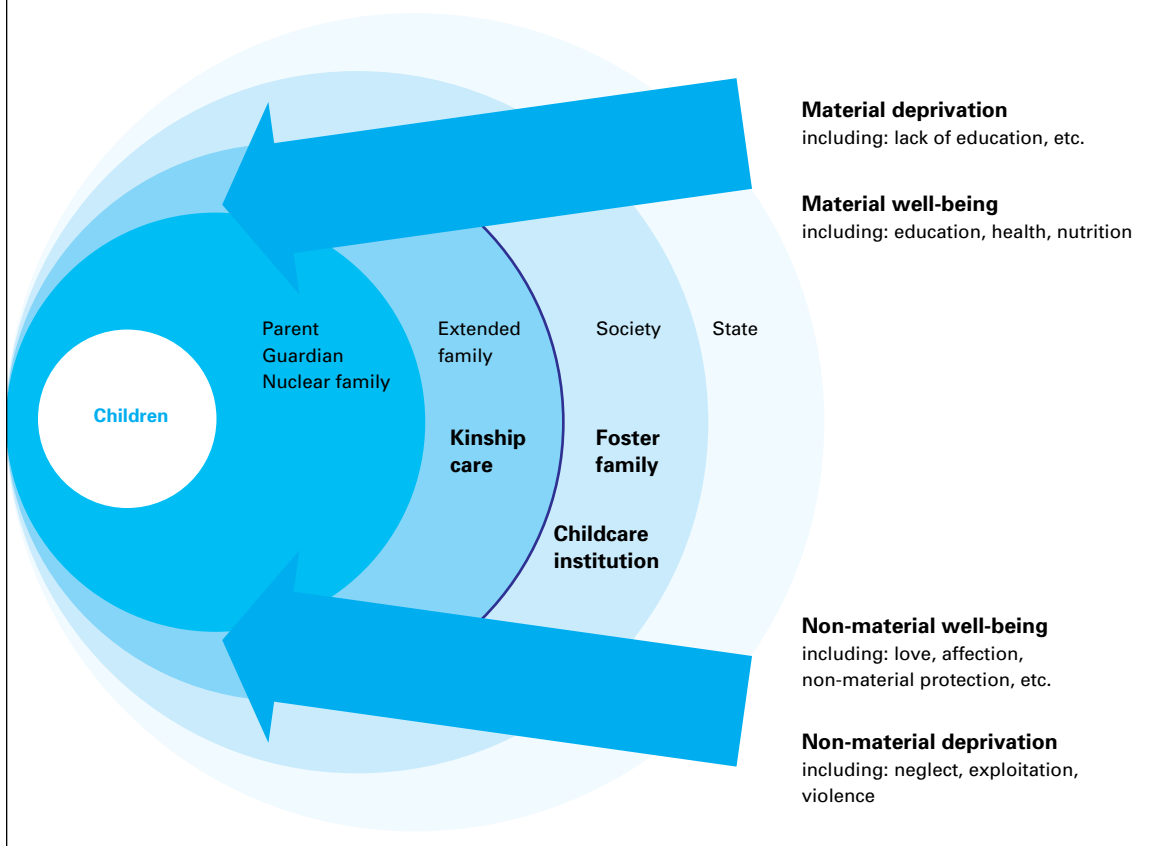 Material deprivation
including: lack of education, etc.
Material well-being
including: education, health, nutrition
Parent
Guardian
Nuclear family
Extended
family
Society
State
Children
Kinship
care
Foster
family
Childcare
institution
Non-material well-being
including: love, affection,
non-material protection, etc.
Non-material deprivation
including: neglect, exploitation,
violence